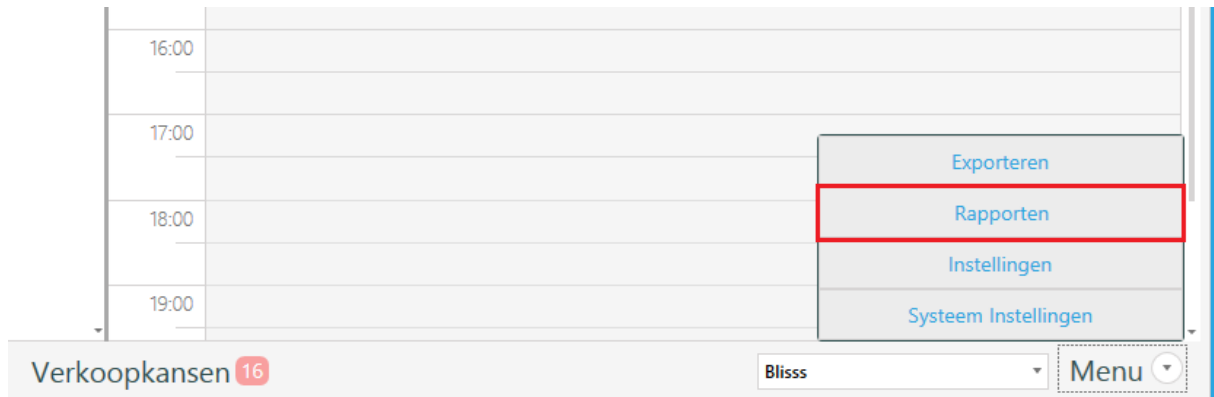 16:00
17:00
Exporteren
Rapporten
18:00
Instellingen
19:00
Systeem Instellingen
Verkoopkansen 16
Blisss
Menu